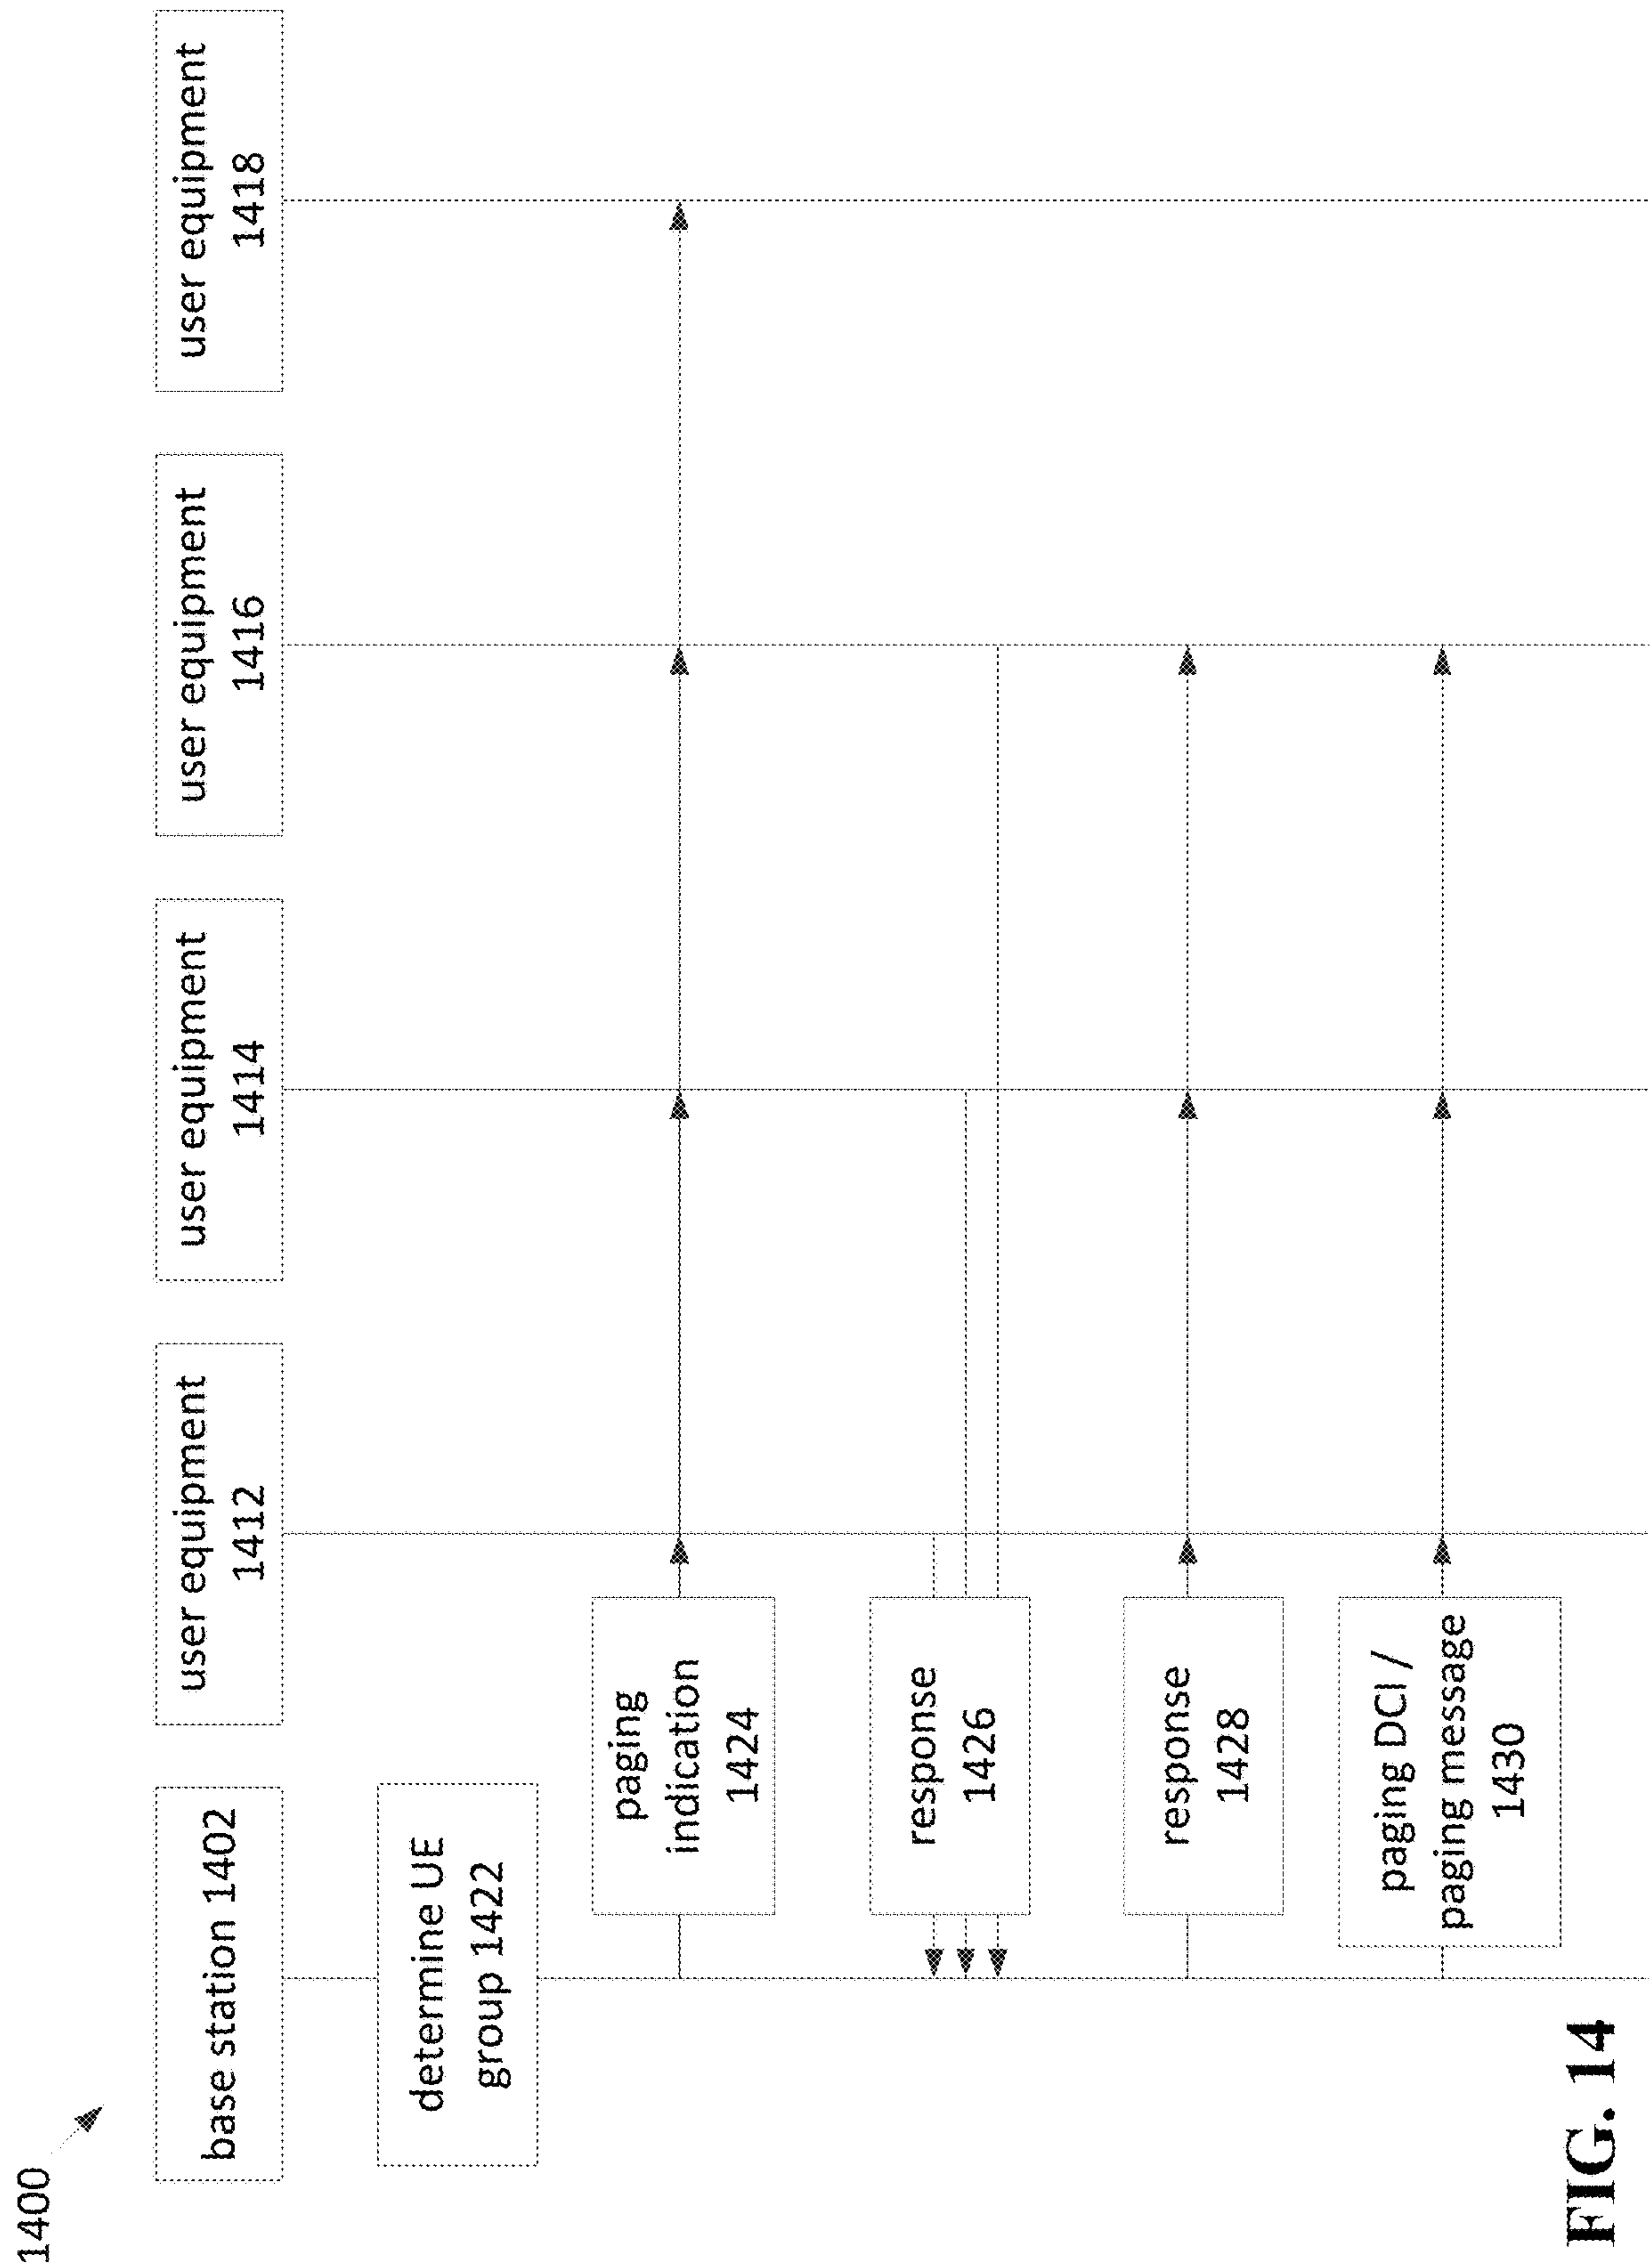 1400
base station 1402
user equipment
1412
user equipment
1414
user equipment
1416
user equipment
1418
determine UE
group 1422
paging
indication
1424
response
1426
response
1428
paging DCI /
paging message
1430
FIG. 14